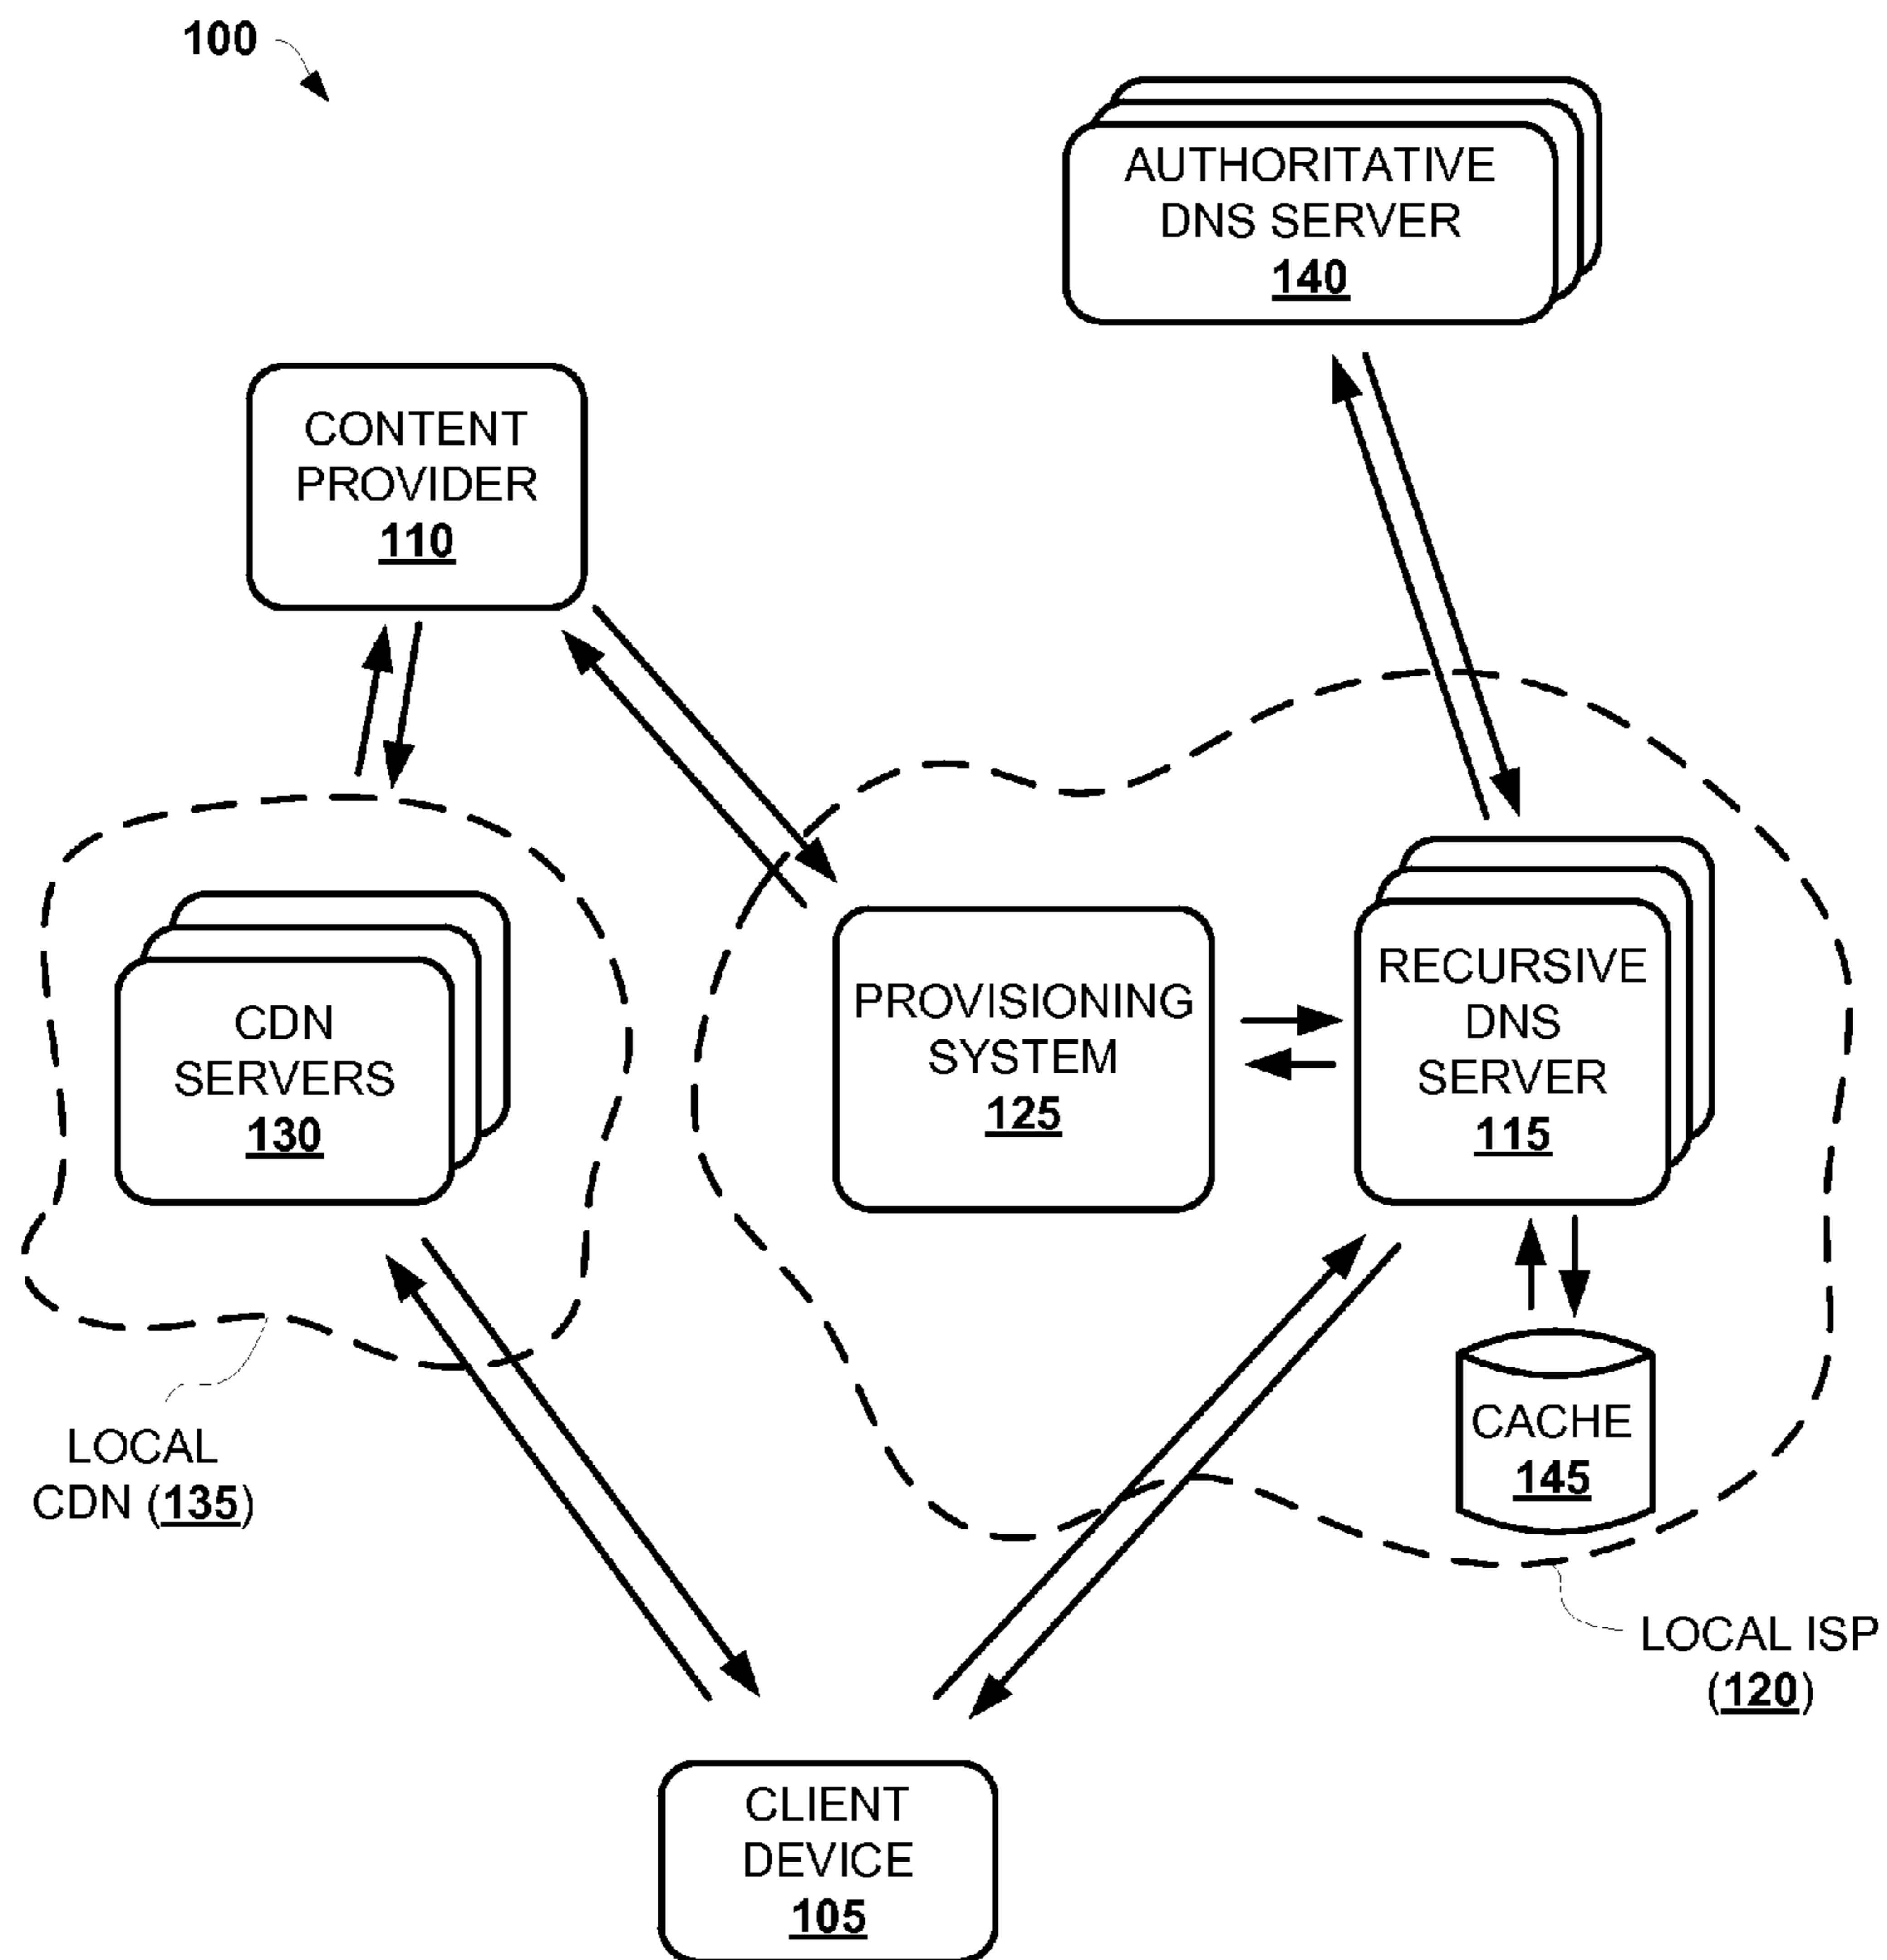 100
AUTHORITATIVE
DNS SERVER
140
CONTENT
PROVIDER
110
CDN
SERVERS
130
PROVISIONING
SYSTEM
125
RECURSIVE
DNS
SERVER
115
CACHE
145
LOCAL
CDN (135)
LOCAL ISP
(120)
CLIENT
DEVICE
105